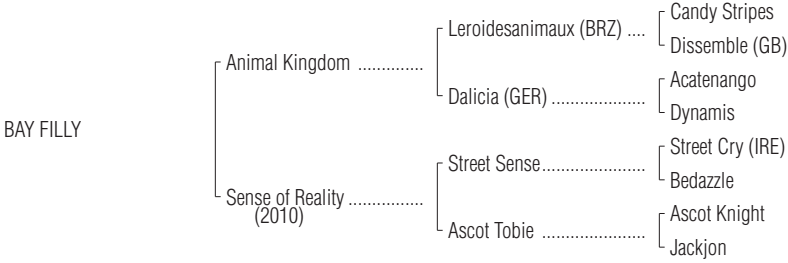 Candy Stripes
Leroidesanimaux (BRZ) ....
Dissemble (GB)
Animal Kingdom ..............
Acatenango
Dalicia (GER) ....................
Dynamis
BAY FILLY
Street Cry (IRE)
Street Sense......................
Bedazzle
Sense of Reality ................
(2010)
Ascot Knight
Ascot Tobie ......................
Jackjon